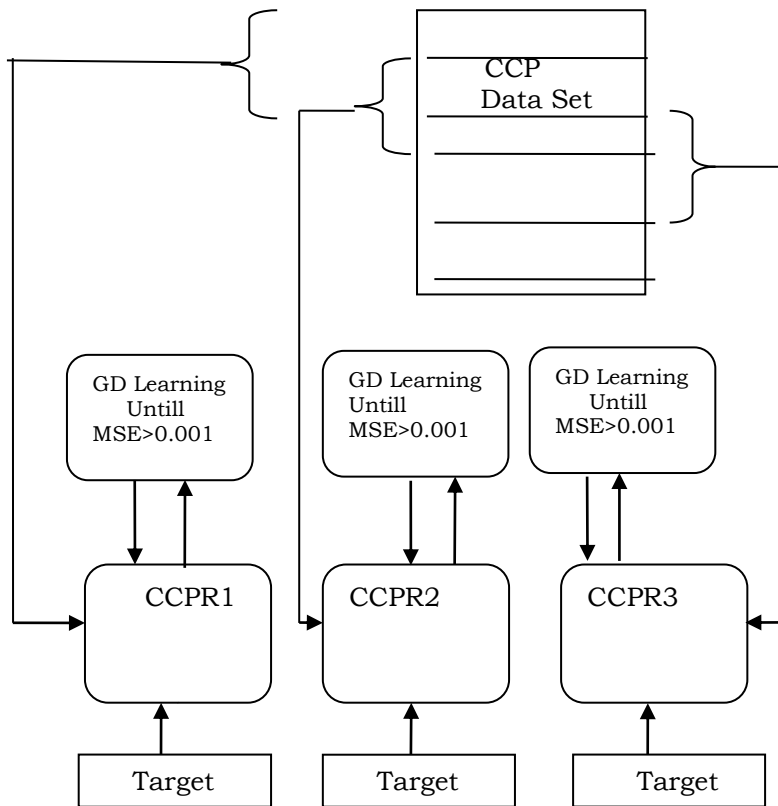 CCP
Data Set
GD Learning
Untill
MSE>0.001
GD Learning
Untill
MSE>0.001
GD Learning
Untill
MSE>0.001
CCPR1
CCPR2
CCPR3
Target
Target
Target